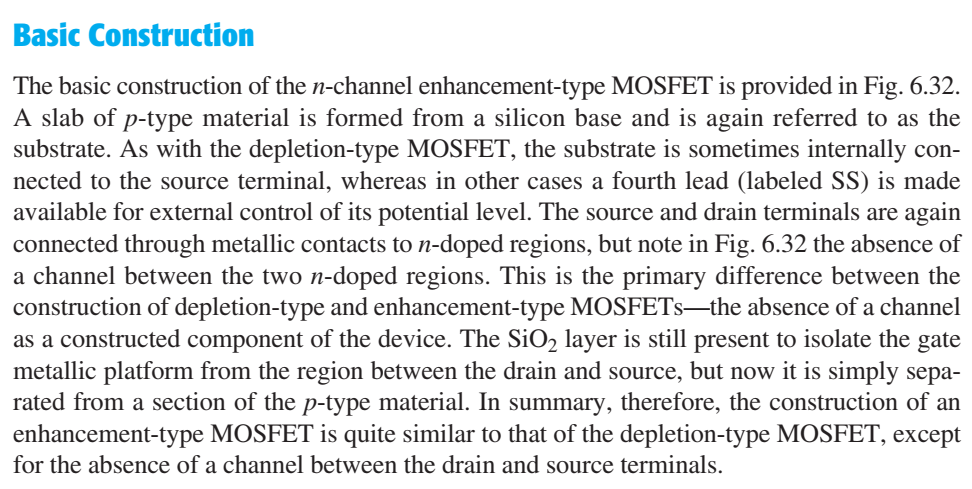 Basic Construction
The basic construction of the n-channel enhancement-type MOSFET is provided in Fig. 6.32.
A slab of p-type material is formed from a silicon base and is again referred to as the
substrate. As with the depletion-type MOSFET, the substrate is sometimes internally con-
nected to the source terminal, whereas in other cases a fourth lead (labeled SS) is made
available for external control of its potential level. The source and drain terminals are again
connected through metallic contacts to n-doped regions, but note in Fig. 6.32 the absence of
a channel between the two n-doped regions. This is the primary difference between the
construction of depletion-type and enhancement-type MOSFETs—the absence of a channel
as a constructed component of the device. The SiO₂ layer is still present to isolate the gate
metallic platform from the region between the drain and source, but now it is simply sepa-
rated from a section of the p-type material. In summary, therefore, the construction of an
enhancement-type MOSFET is quite similar to that of the depletion-type MOSFET, except
for the absence of a channel between the drain and source terminals.